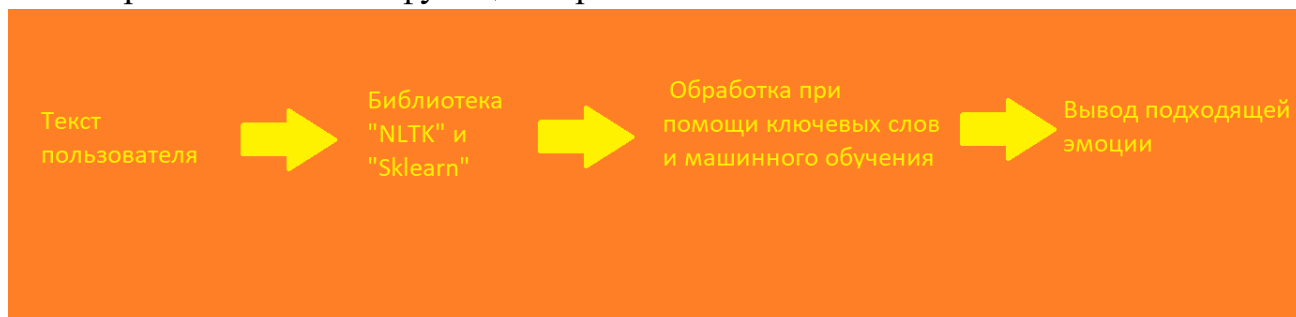 Текст
пользователя
Библиотека
"NLTK" и
"Sklearn"
Обработка при
помощи ключевых слов
и машинного обучения
Вывод подходящей
эмоции